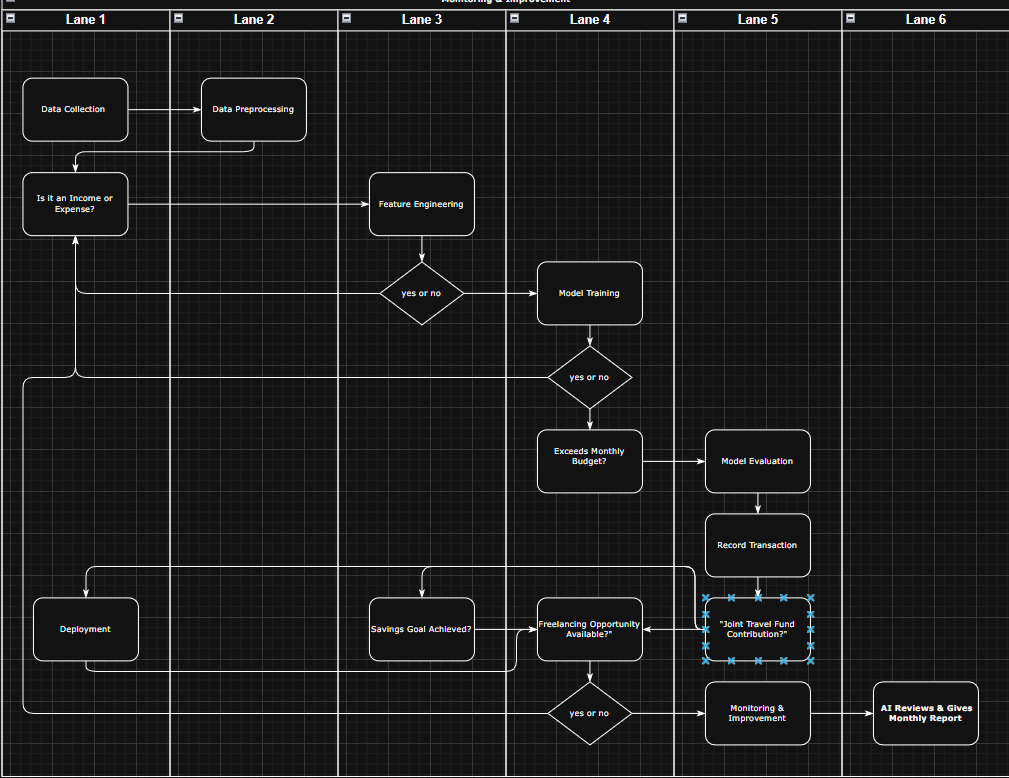 Monitoring & Improvement
Lane 1
Lane 2
Lane 3
Lane 4
Lane 5
Lane 6
Data Collection
Data Preprocessing
Is it an Income or
Expense?
Feature Engineering
yes or no
Model Training
yes or no
Exceeds Monthly
Budget?
Model Evaluation
Record Transaction
Deployment
Savings Goal Achieved?
Freelancing Opportunity
Available?"
"Joint Travel Fund
Contribution?"
yes or no
Monitoring &
Improvement
AI Reviews & Gives
Monthly Report